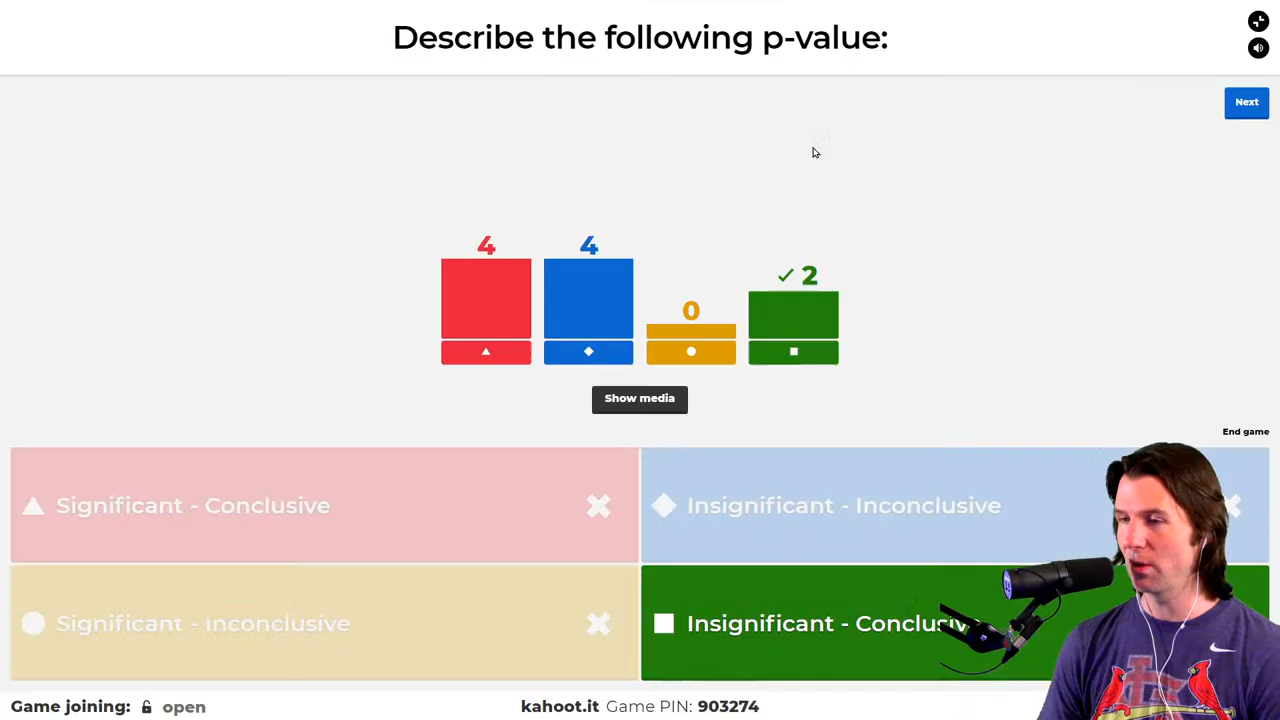 Describe the following p-value:
Next
4
4
0
2
Show media
End game
Significant - Conclusive
Insignificant - Inconclusive
Significant - Inconclusive
Insignificant - Conclusive
Game joining: open
kahoot.it Game PIN: 903274